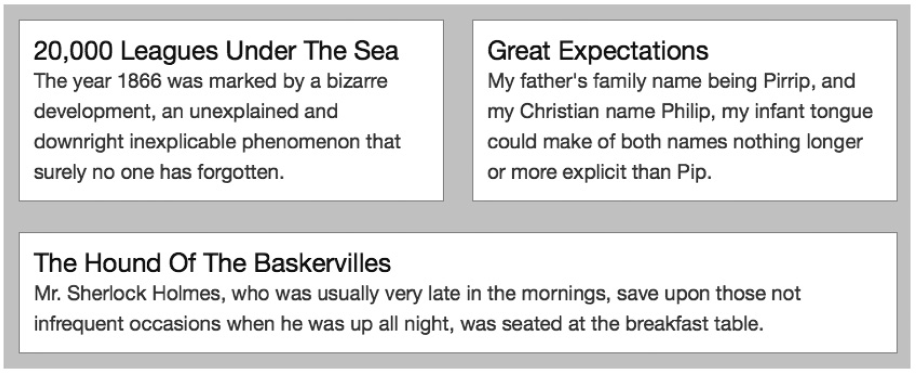 20,000 Leagues Under The Sea
The year 1866 was marked by a bizarre
development, an unexplained and
downright inexplicable phenomenon that
surely no one has forgotten.
Great Expectations
My father's family name being Pirrip, and
my Christian name Philip, my infant tongue
could make of both names nothing longer
or more explicit than Pip.
The Hound Of The Baskervilles
Mr. Sherlock Holmes, who was usually very late in the mornings, save upon those not
infrequent occasions when he was up all night, was seated at the breakfast table.